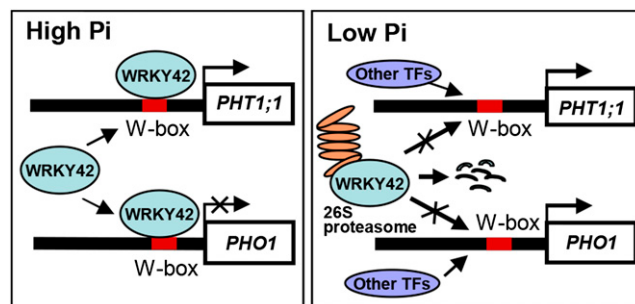 High Pi
WRKY42
PHT1;1
W-box
WRKY42
WRKY42
PHO1
W-box
Low Pi
Other TFs
PHT1;1
W-box
WRKY42
26S
proteasome
W-box
PHO1
Other TFs